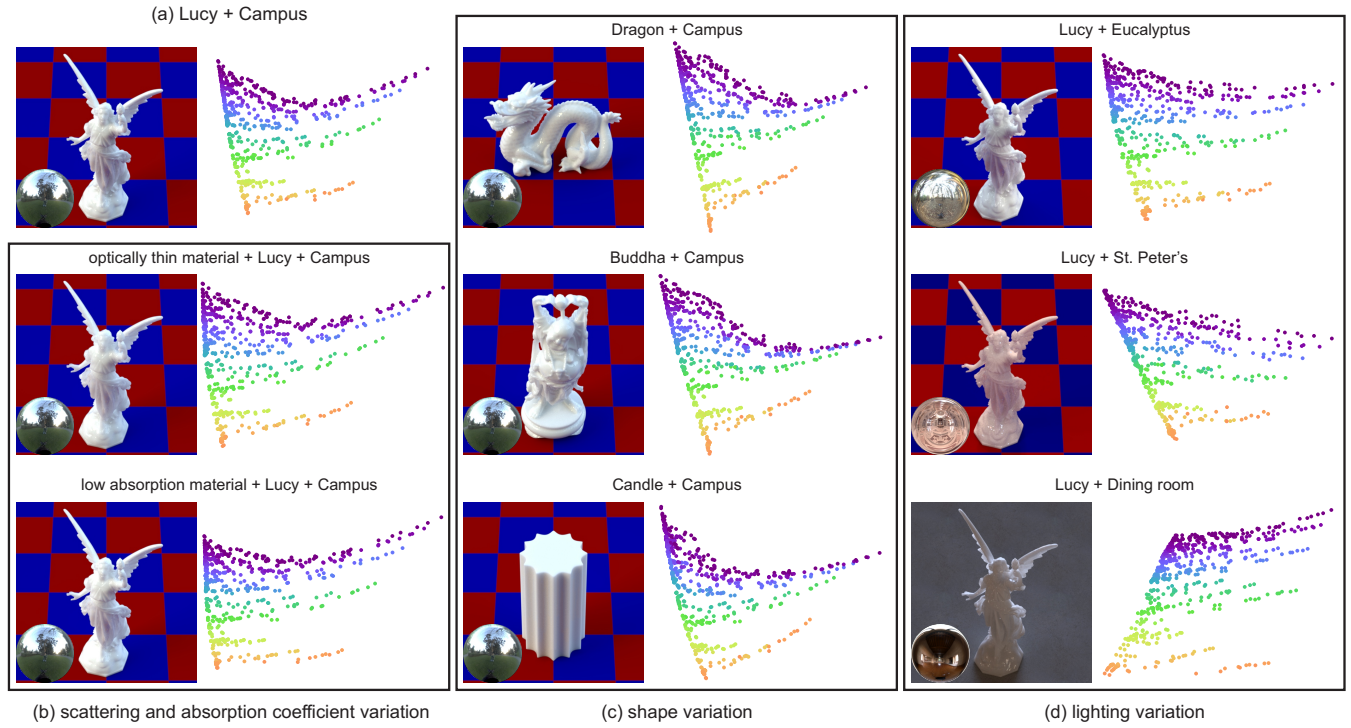 (a) Lucy + Campus
optically thin material + Lucy + Campus
low absorption material + Lucy + Campus
(b) scattering and absorption coefficient variation
Dragon + Campus
Buddha + Campus
Candle + Campus
(c) shape variation
Lucy + Eucalyptus
Lucy + St. Peter's
Lucy + Dining room
(d) lighting variation